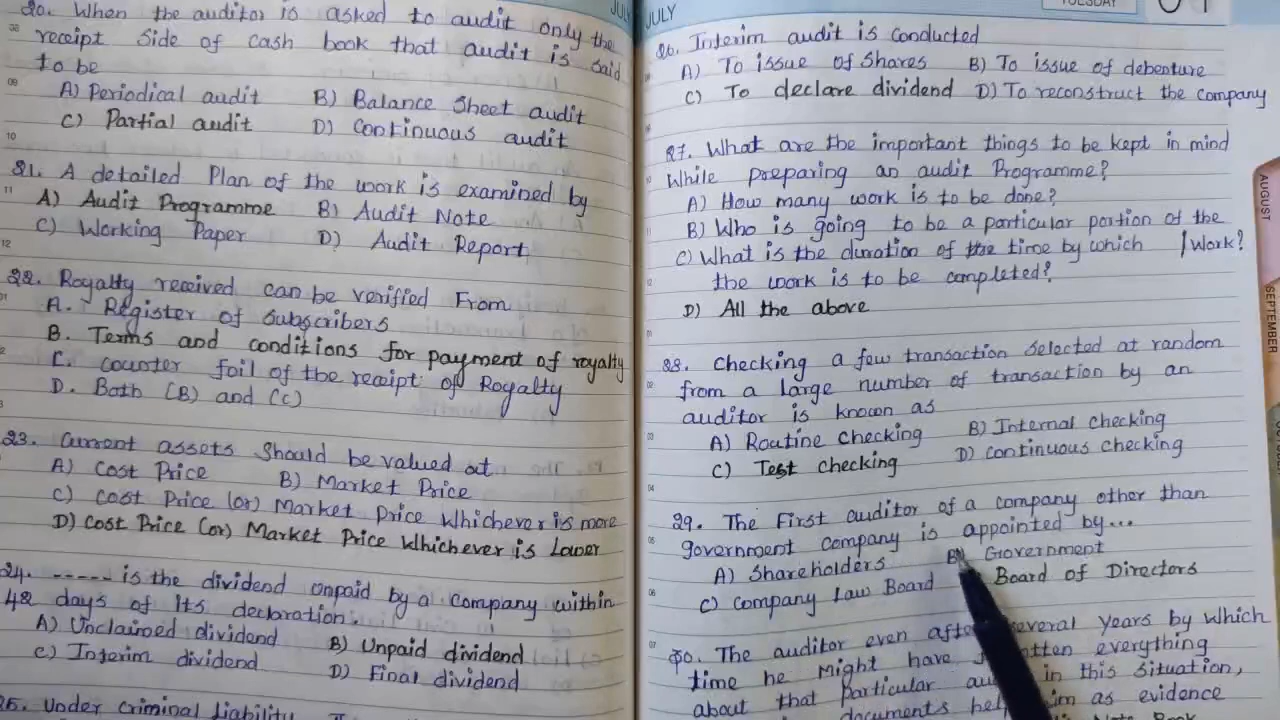 JULY
20. When the auditor is asked to audit only the
receipt side of cash book that audit is said
to be
A) Periodical audit B) Balance Sheet audit
C) Partial audit D) Continuous audit
21. A detailed Plan of the work is examined by
A) Audit Programme B) Audit Note
C) Working Paper D) Audit Report
22. Royalty received can be verified From
A. Register of subscribers
B. Terms and conditions for payment of royalty
C. counter foil of the receipt of Royalty
D. Both (B) and (C)
23. Current assets Should be valued at
A) Cost Price B) Market Price
C) Cost Price (or) Market Price Whichever is more
D) Cost Price (or) Market Price Whichever is Lower
24. ----- is the dividend unpaid by a Company within
42 days of Its declaration.
A) Unclaimed dividend B) Unpaid dividend
C) Interim dividend D) Final dividend
25. Under Criminal Liability
JULY
TUESDAY
26. Interim audit is conducted
A) To issue of Shares B) To issue of debenture
C) To declare dividend D) To reconstruct the company
27. What are the important things to be kept in mind
While preparing an audit Programme?
A) How many work is to be done?
B) Who is going to be a particular portion of the
C) What is the duration of the time by which /Work?
the work is to be completed?
D) All the above
28. Checking a few transaction selected at random
from a large number of transaction by an
auditor is known as
A) Routine Checking B) Internal checking
C) Test checking D) continuous checking
29. The First auditor of a company other than
government company is appointed by...
A) Shareholders Government
C) Company Law Board Board of Directors
30. The auditor even after several years by which
time he Might have everything
about that particular in this situation,
documents as evidence
Book
AUGUST
SEPTEMBER